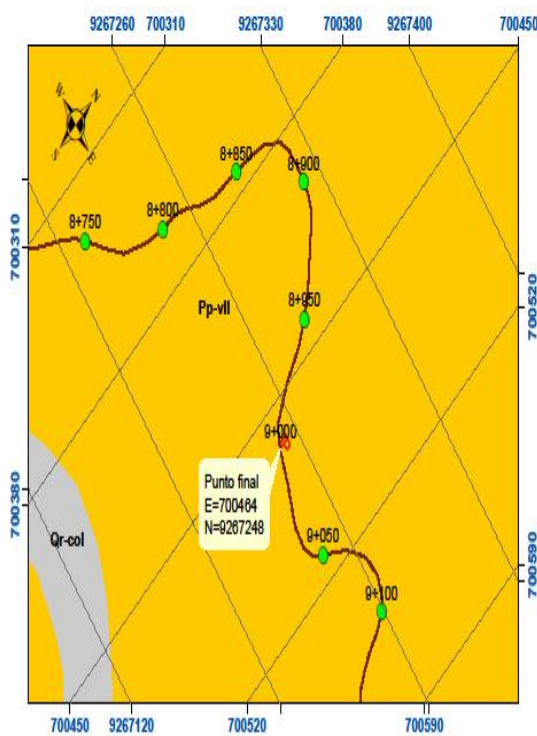 9267260 700310 9267330 700380 9267400 700450
N
W
S
E
8+850
8+900
8+750
8+800
700310
700520
8+950
Pp-vll
9+000
Punto final
E=700464
N=9267248
700380
Qr-col
9+050
700590
9+100
700450 9267120 700520 700590